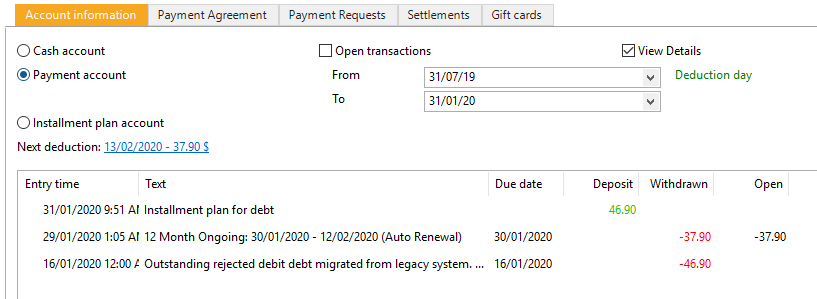 Account information Payment Agreement Payment Requests Settlements Gift cards
Cash account Open transactions View Details
Payment account From 31/07/19 Deduction day
To 31/01/20
Installment plan account
Next deduction: 13/02/2020 - 37.90 $
Entry time Text Due date Deposit Withdrawn Open
31/01/2020 9:51 AM Installment plan for debt 46.90
29/01/2020 1:05 AM 12 Month Ongoing: 30/01/2020 - 12/02/2020 (Auto Renewal) 30/01/2020 -37.90 -37.90
16/01/2020 12:00 A Outstanding rejected debit debt migrated from legacy system. ... 16/01/2020 -46.90